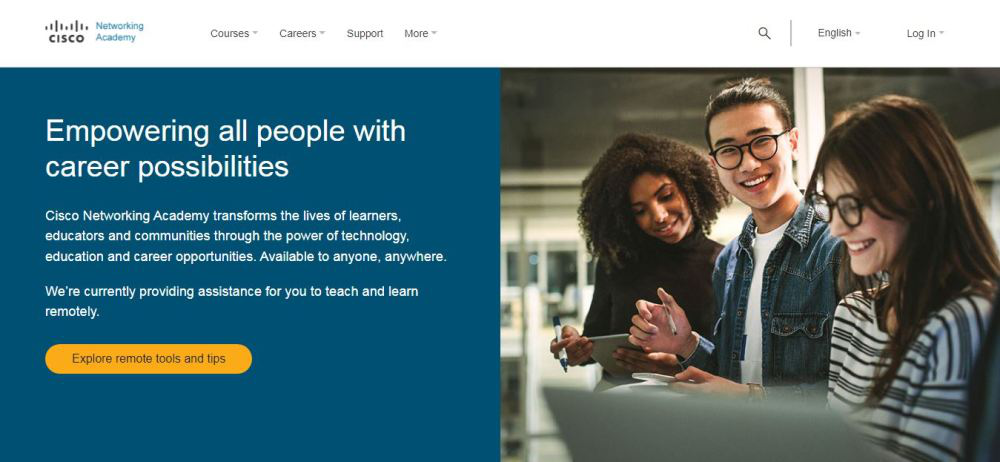 CISCO
Networking
Academy
Courses
Careers
Support
More
English
Log In
Empowering all people with
career possibilities
Cisco Networking Academy transforms the lives of learners,
educators and communities through the power of technology,
education and career opportunities. Available to anyone, anywhere.
We're currently providing assistance for you to teach and learn
remotely.
Explore remote tools and tips